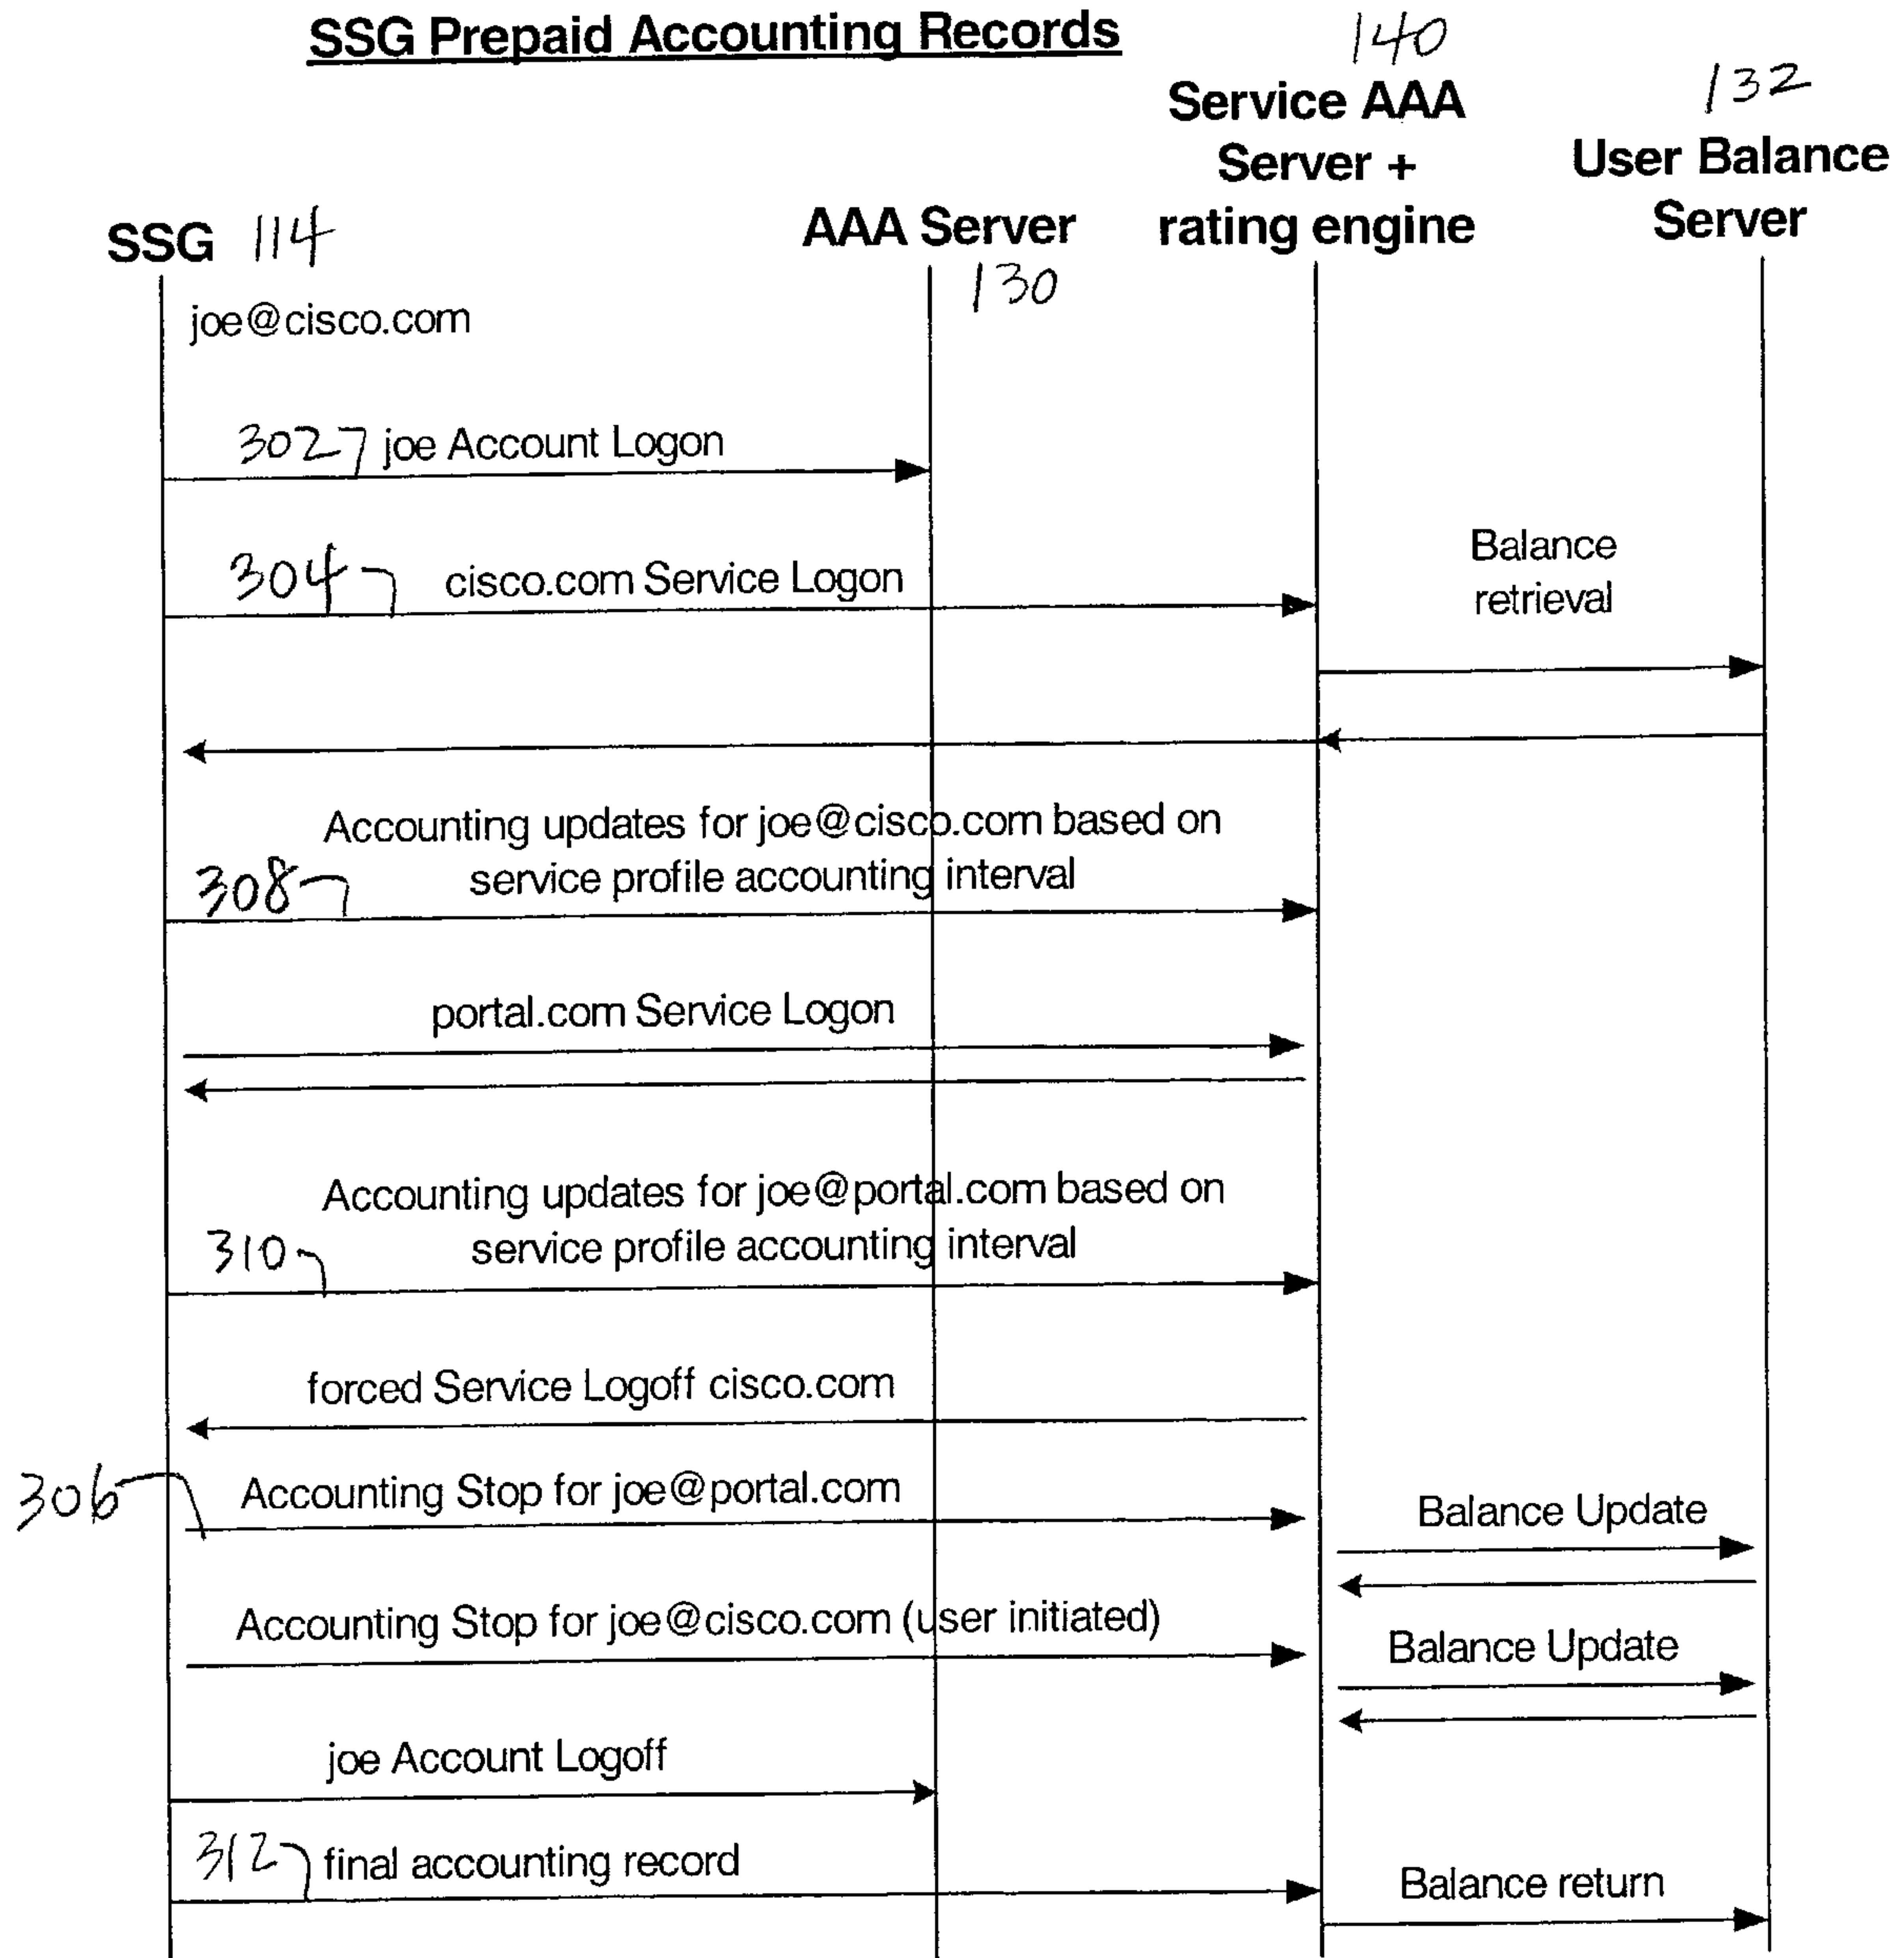 SSG Prepaid Accounting Records
140
Service AAA
Server +
rating engine
132
User Balance
Server
SSG 114
AAA Server
130
joe@cisco.com
302 joe Account Logon
304 cisco.com Service Logon
Balance
retrieval
Accounting updates for joe@cisco.com based on
308 service profile accounting interval
portal.com Service Logon
Accounting updates for joe@portal.com based on
310 service profile accounting interval
forced Service Logoff cisco.com
306 Accounting Stop for joe@portal.com
Balance Update
Accounting Stop for joe@cisco.com (user initiated)
Balance Update
joe Account Logoff
312 final accounting record
Balance return